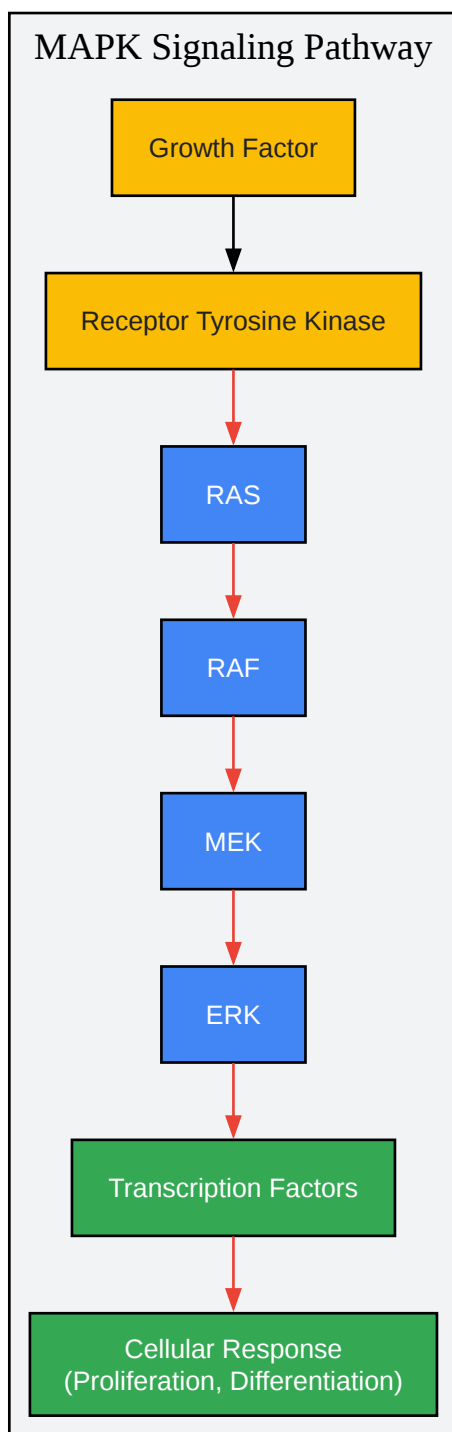 MAPK Signaling Pathway
Growth Factor
Receptor Tyrosine Kinase
RAS
RAF
MEK
ERK
Transcription Factors
Cellular Response
(Proliferation, Differentiation)